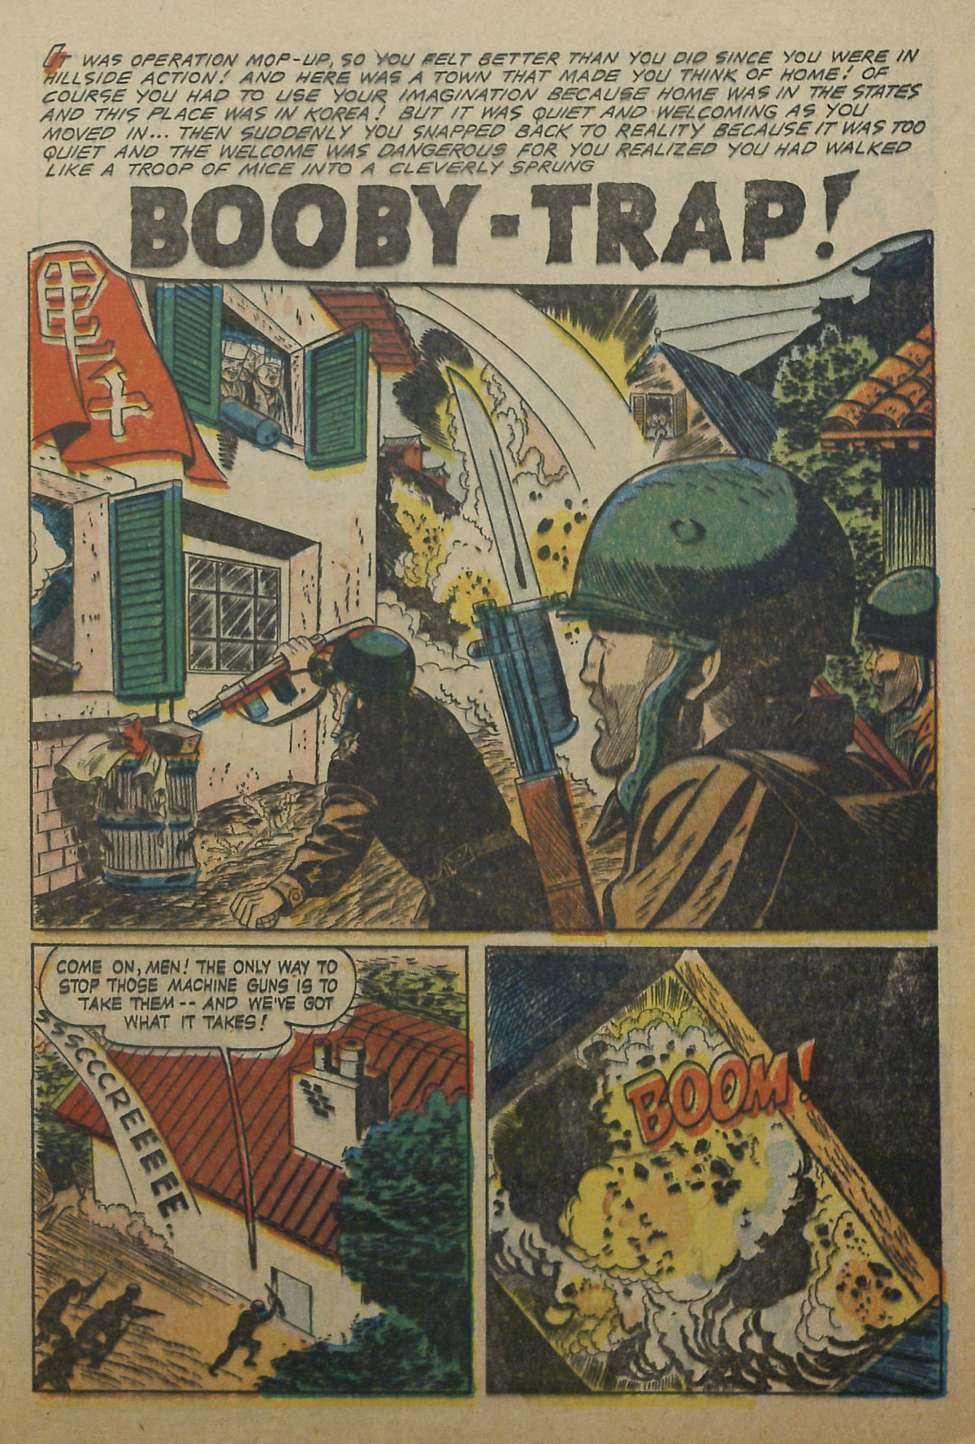 IT WAS OPERATION MOP-UP, SO YOU FELT BETTER THAN YOU DID SINCE YOU WERE IN
HILLSIDE ACTION! AND HERE WAS A TOWN THAT MADE YOU THINK OF HOME! OF
COURSE YOU HAD TO USE YOUR IMAGINATION BECAUSE HOME WAS IN THE STATES
AND THIS PLACE WAS IN KOREA! BUT IT WAS QUIET AND WELCOMING AS YOU
MOVED IN... THEN SUDDENLY YOU SNAPPED BACK TO REALITY BECAUSE IT WAS TOO
QUIET AND THE WELCOME WAS DANGEROUS FOR YOU REALIZED YOU HAD WALKED
LIKE A TROOP OF MICE INTO A CLEVERLY SPRUNG
BOOBY-TRAP!
COME ON, MEN! THE ONLY WAY TO
STOP THOSE MACHINE GUNS IS TO
TAKE THEM -- AND WE'VE GOT
WHAT IT TAKES!
SSSCCCREEEEE.
BOOM!